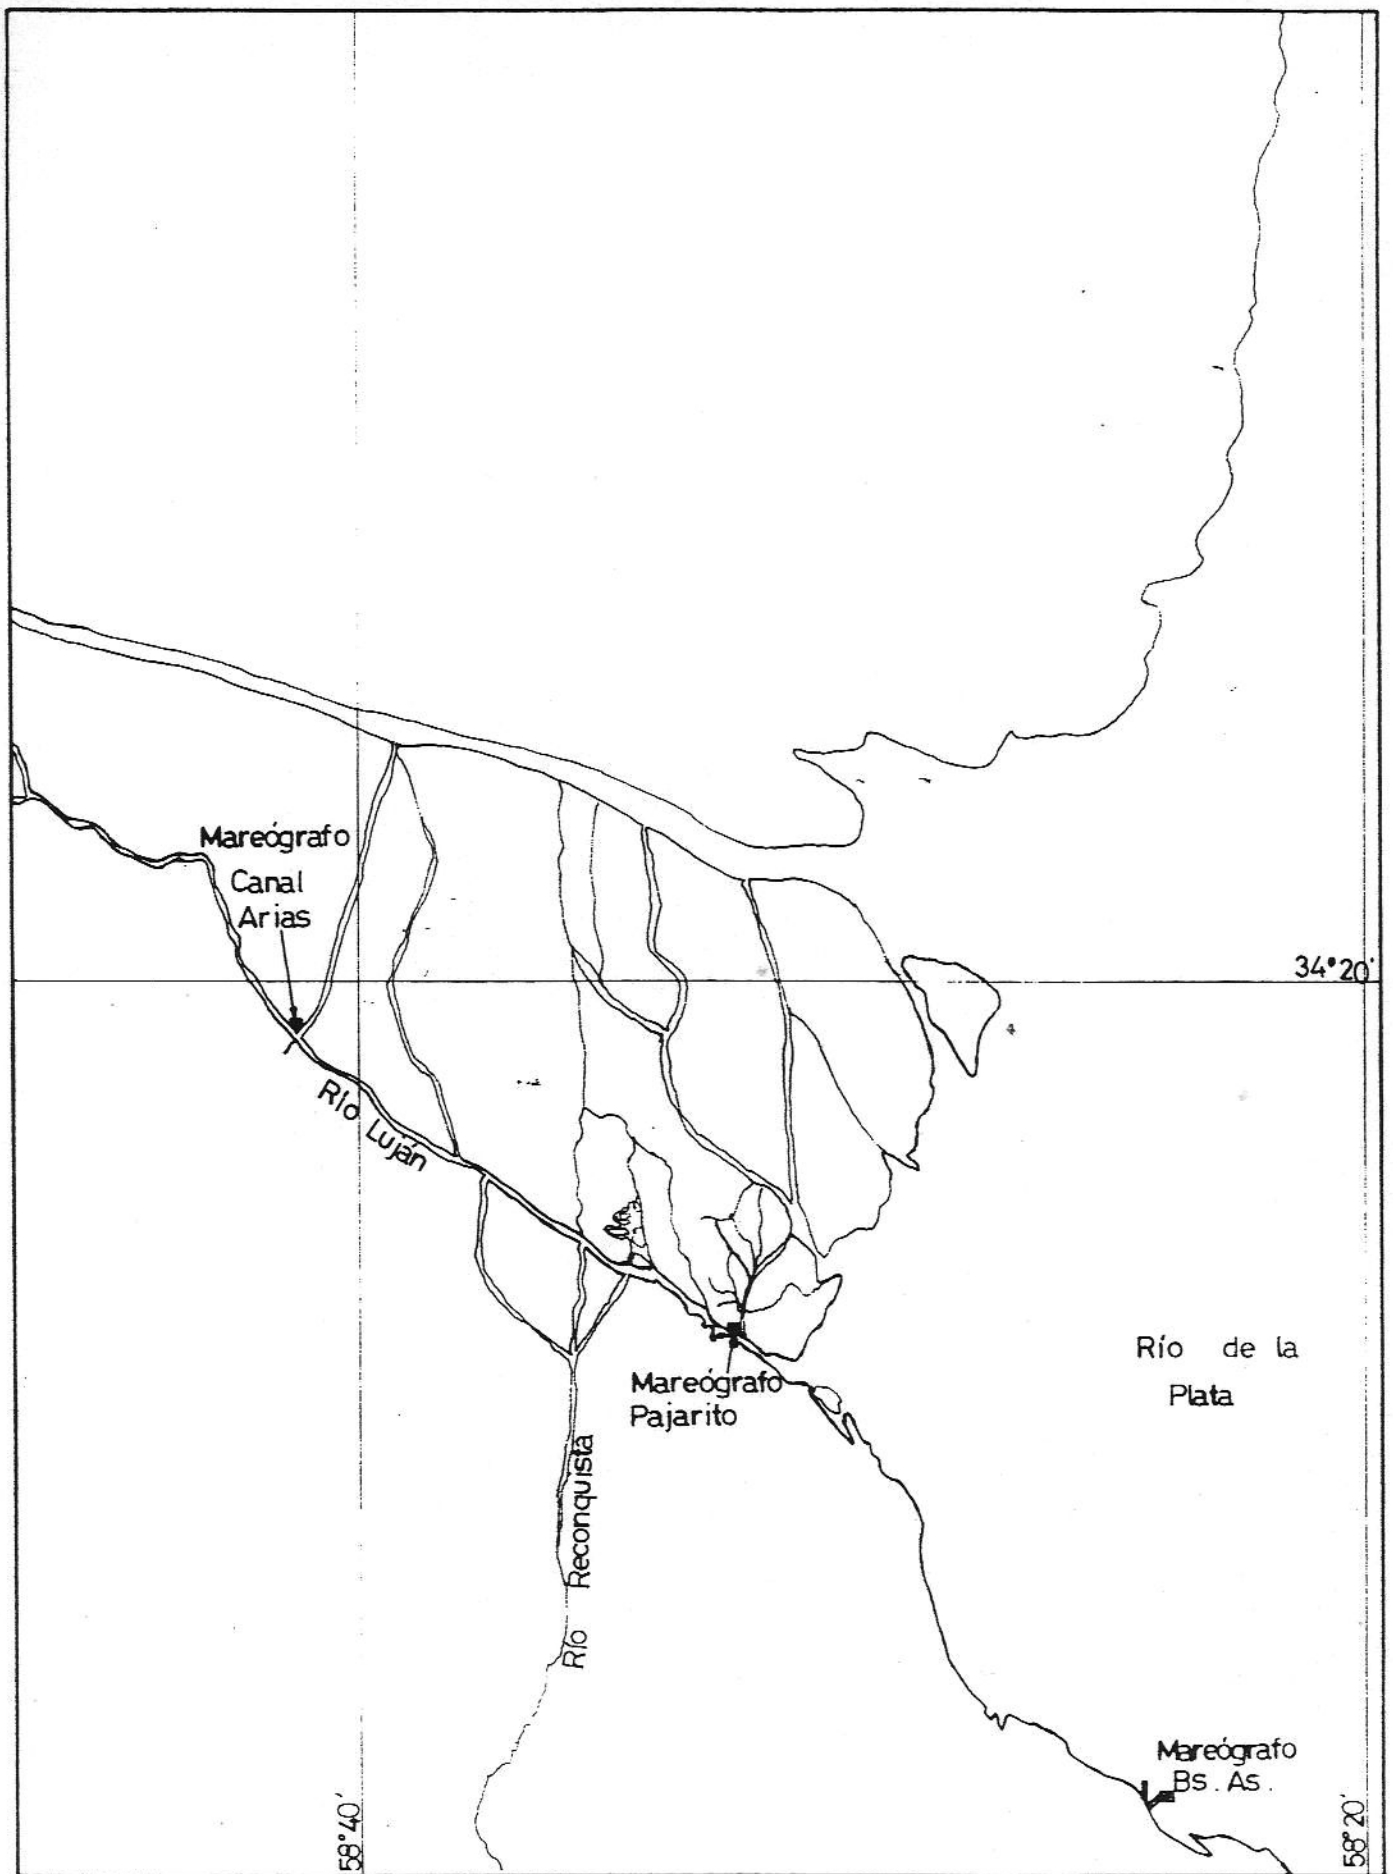 Mareógrafo
Canal
Arias
34°20'
Río Luján
Mareógrafo
Pajarito
Río de la
Plata
Río Reconquista
Mareógrafo
Bs. As.
58°40'
58°20'